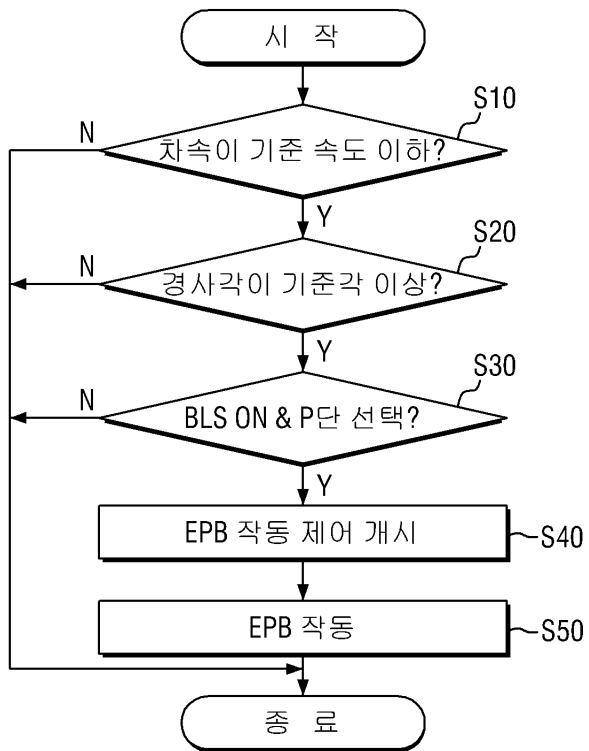 시 작
S10
차속이 기준 속도 이하?
N
Y
S20
경사각이 기준각 이상?
N
Y
S30
BLS ON & P단 선택?
N
Y
EPB 작동 제어 개시
S40
EPB 작동
S50
종 료